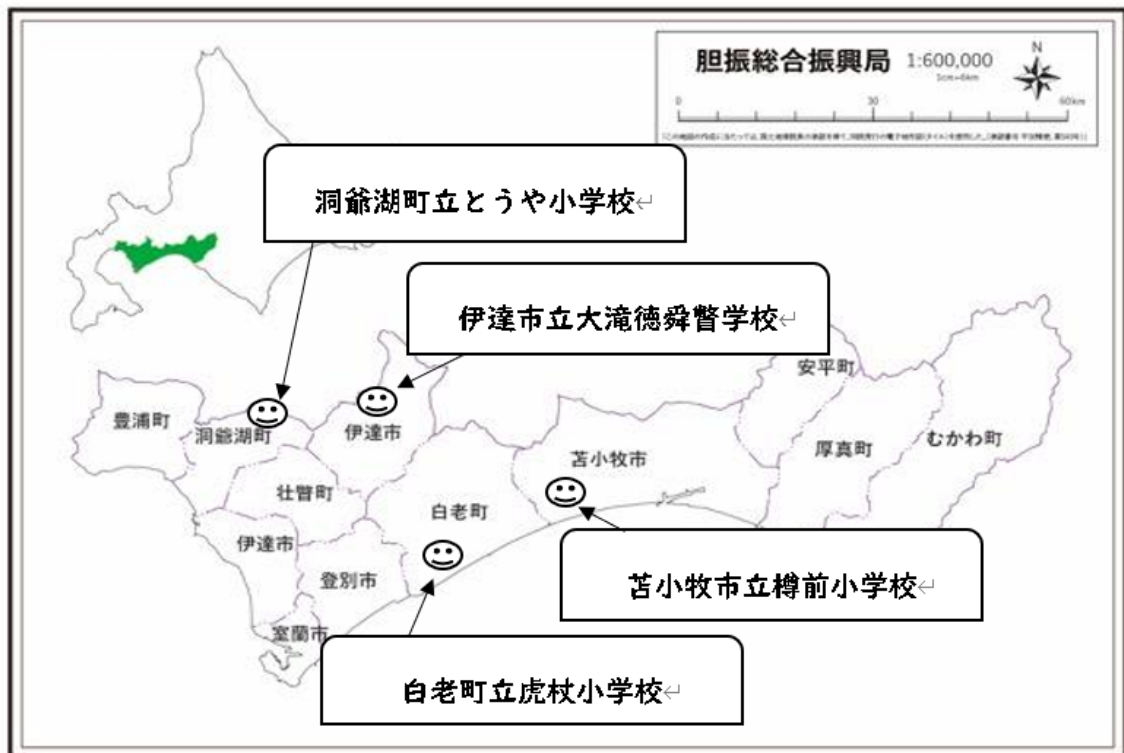 胆振総合振興局 1:600,000
1cm=6km
N
0 30 60km
洞爺湖町立とうや小学校↵
伊達市立大滝徳舜瞥学校↵
安平町
豊浦町
洞爺湖町
伊達市
むかわ町
厚真町
苫小牧市
壮瞥町
白老町
伊達市
登別市
苫小牧市立樽前小学校↵
室蘭市
白老町立虎杖小学校↵